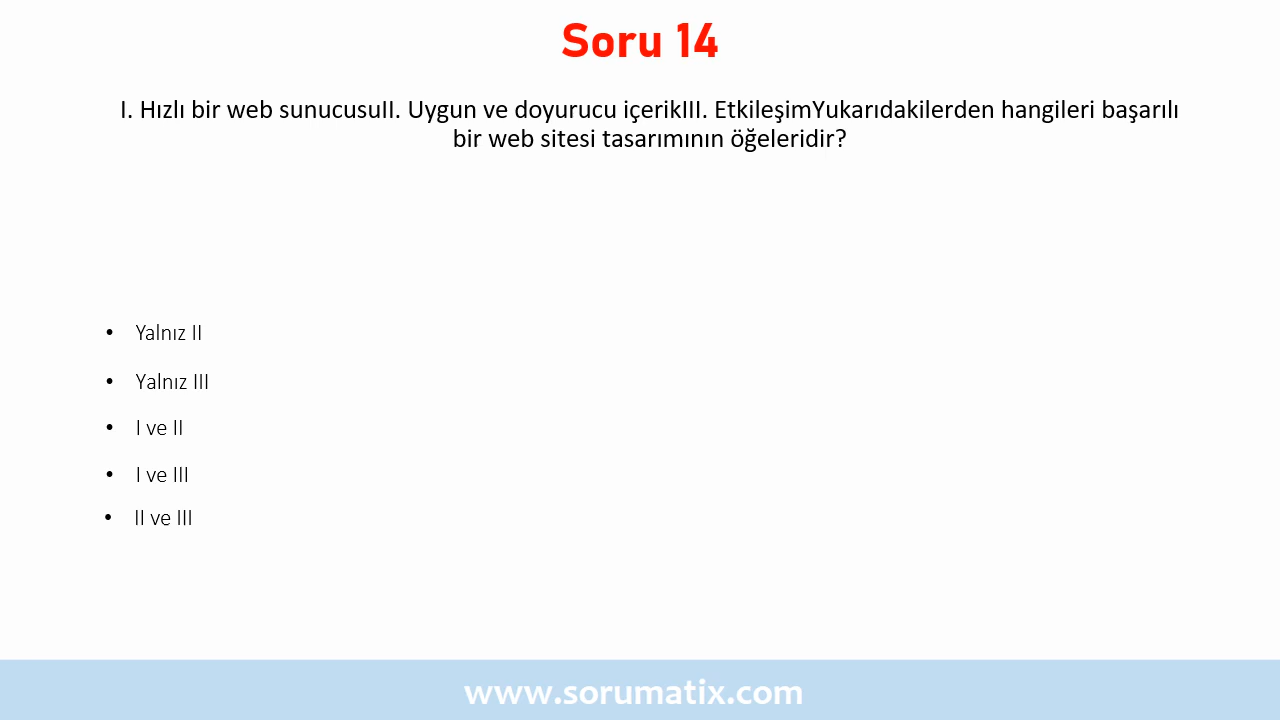 Soru 14
I. Hızlı bir web sunucusuII. Uygun ve doyurucu içerikIII. EtkileşimYukarıdakilerden hangileri başarılı
bir web sitesi tasarımının öğeleridir?
• Yalnız II
• Yalnız III
• I ve II
• I ve III
• II ve III
www.sorumatix.com